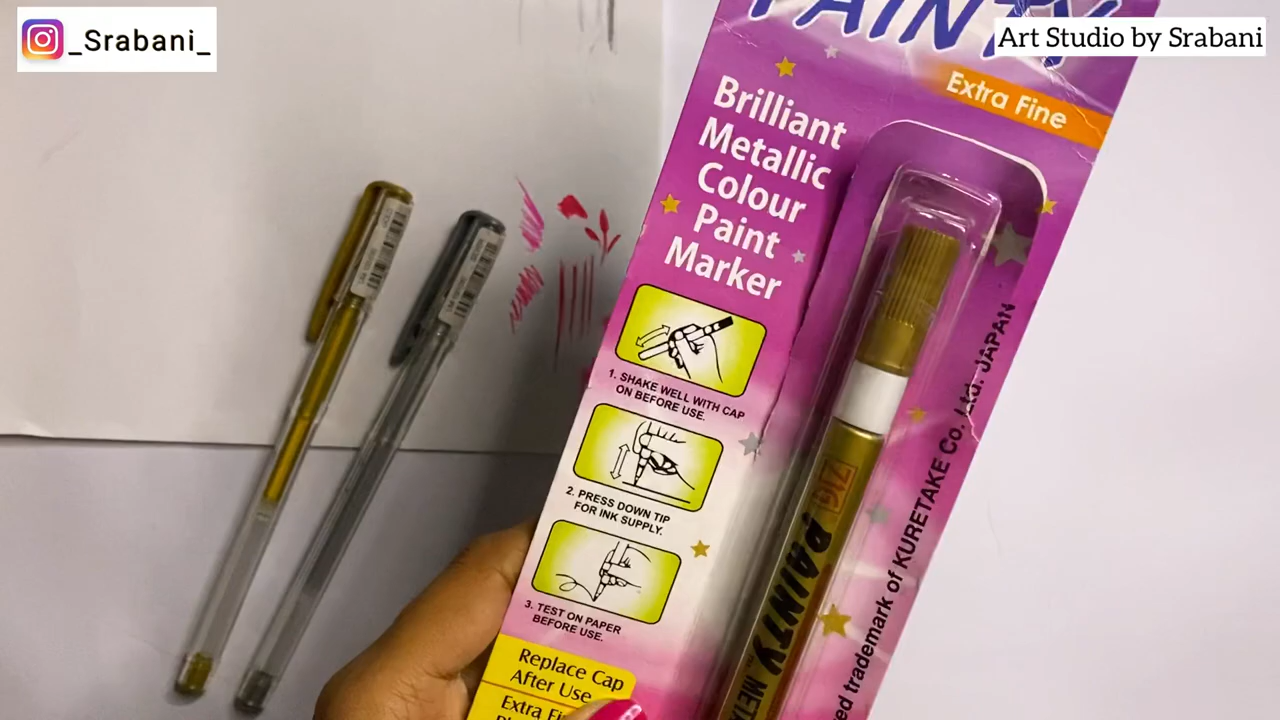 _Srabani_
Art Studio by Srabani
PAINTY
Extra Fine
Brilliant
Metallic
Colour
Paint
Marker
1. SHAKE WELL WITH CAP
ON BEFORE USE.
2. PRESS DOWN TIP
FOR INK SUPPLY.
3. TEST ON PAPER
BEFORE USE.
Replace Cap
After Use
Extra
ZIG
PAINTY
trademark of KURETAKE Co., Ltd. JAPAN